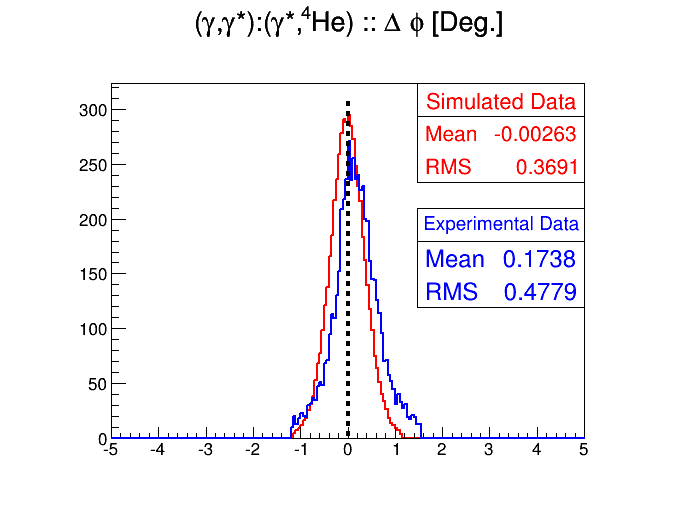 (γ,γ*):(γ*,⁴He) :: Δ ϕ [Deg.]
Simulated Data
Mean -0.00263
RMS 0.3691
Experimental Data
Mean 0.1738
RMS 0.4779
300
250
200
150
100
50
0
-5 -4 -3 -2 -1 0 1 2 3 4 5